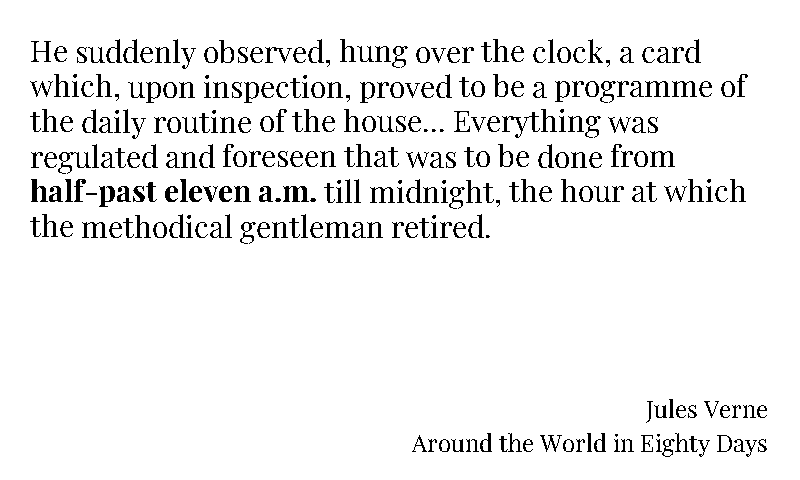 He suddenly observed, hung over the clock, a card
which, upon inspection, proved to be a programme of
the daily routine of the house... Everything was
regulated and foreseen that was to be done from
half-past eleven a.m. till midnight, the hour at which
the methodical gentleman retired.
Jules Verne
Around the World in Eighty Days